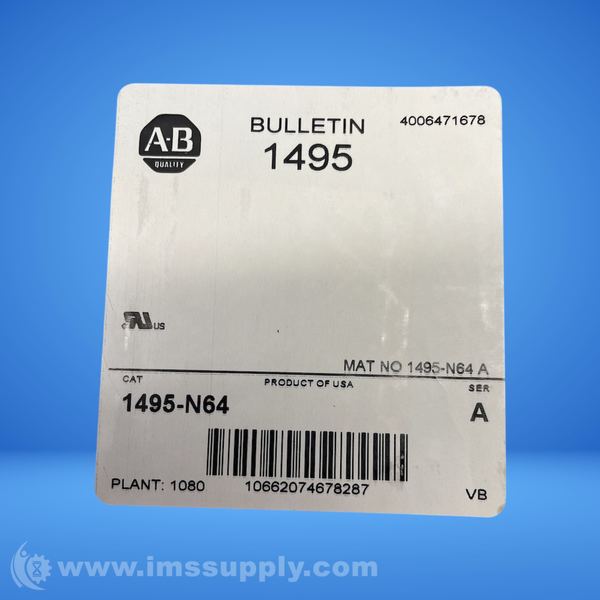 A-B
QUALITY
BULLETIN
1495
4006471678
US
MAT NO 1495-N64 A
CAT
PRODUCT OF USA
SER
1495-N64
A
PLANT: 1080
10662074678287
VB
www.imssupply.com